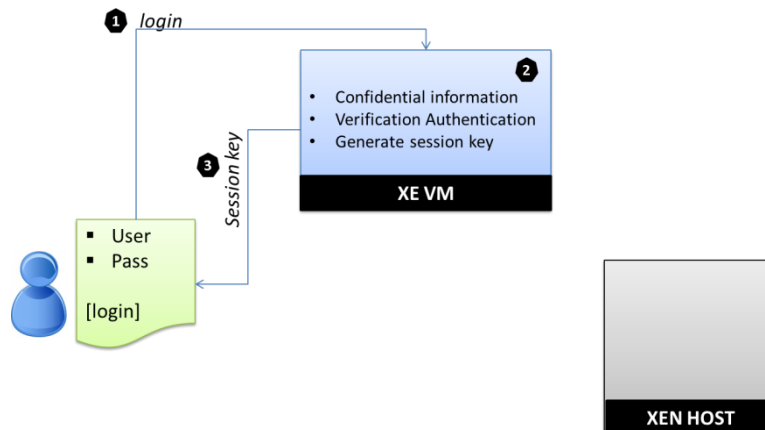 1 login
2
• Confidential information
• Verification Authentication
• Generate session key
XE VM
3 Session key
▪ User
▪ Pass
[login]
XEN HOST